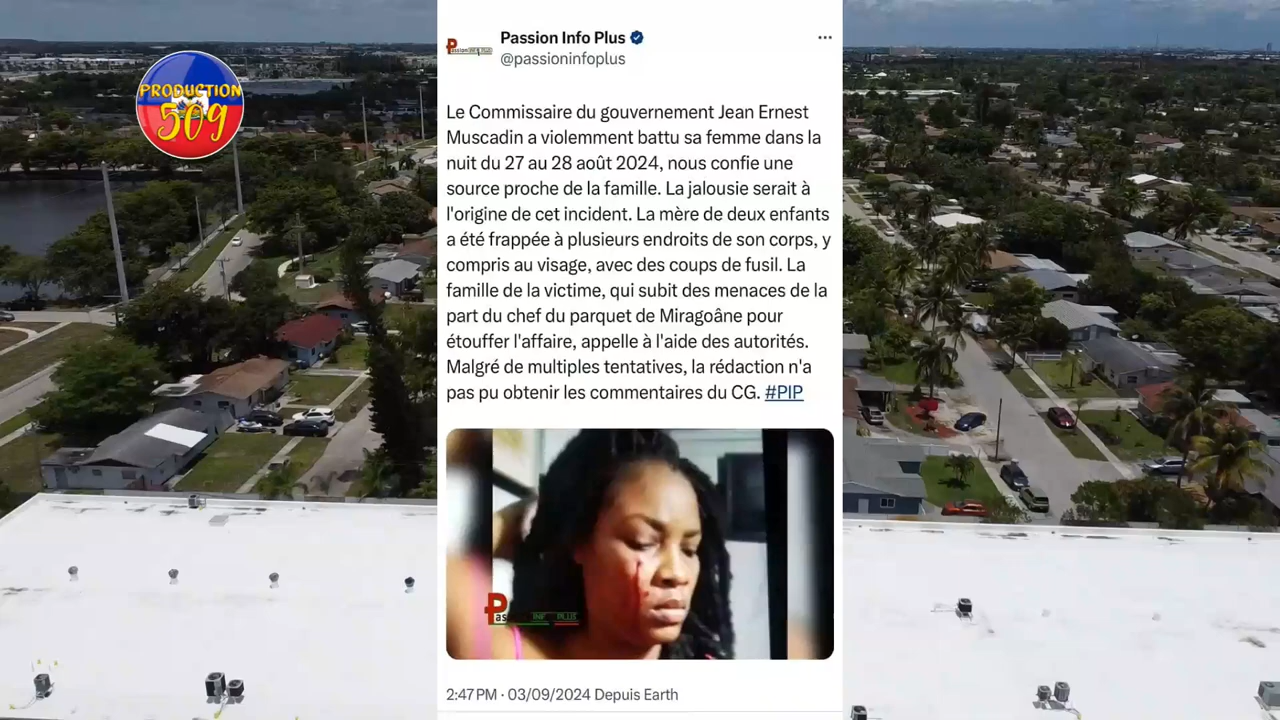 PRODUCTION
509
Passion Info Plus
@passioninfoplus
Le Commissaire du gouvernement Jean Ernest
Muscadin a violemment battu sa femme dans la
nuit du 27 au 28 août 2024, nous confie une
source proche de la famille. La jalousie serait à
l'origine de cet incident. La mère de deux enfants
a été frappée à plusieurs endroits de son corps, y
compris au visage, avec des coups de fusil. La
famille de la victime, qui subit des menaces de la
part du chef du parquet de Miragoâne pour
étouffer l'affaire, appelle à l'aide des autorités.
Malgré de multiples tentatives, la rédaction n'a
pas pu obtenir les commentaires du CG. #PIP
2:47 PM · 03/09/2024 Depuis Earth